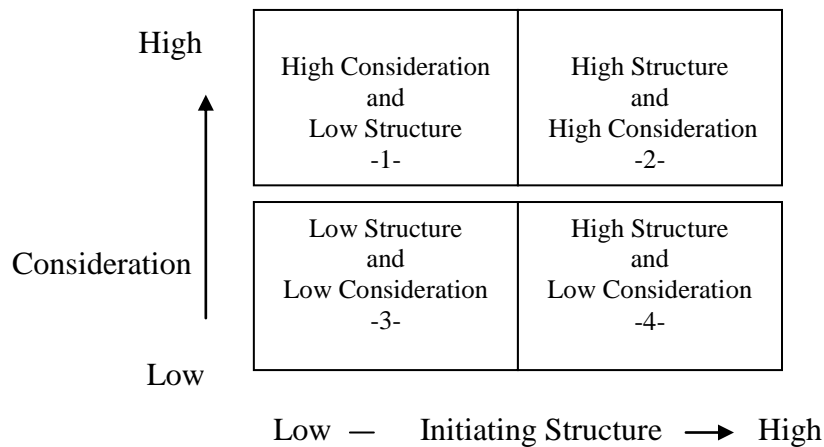 High
High Consideration
and
Low Structure
-1-
High Structure
and
High Consideration
-2-
Consideration
Low Structure
and
Low Consideration
-3-
High Structure
and
Low Consideration
-4-
Low
Low — Initiating Structure → High